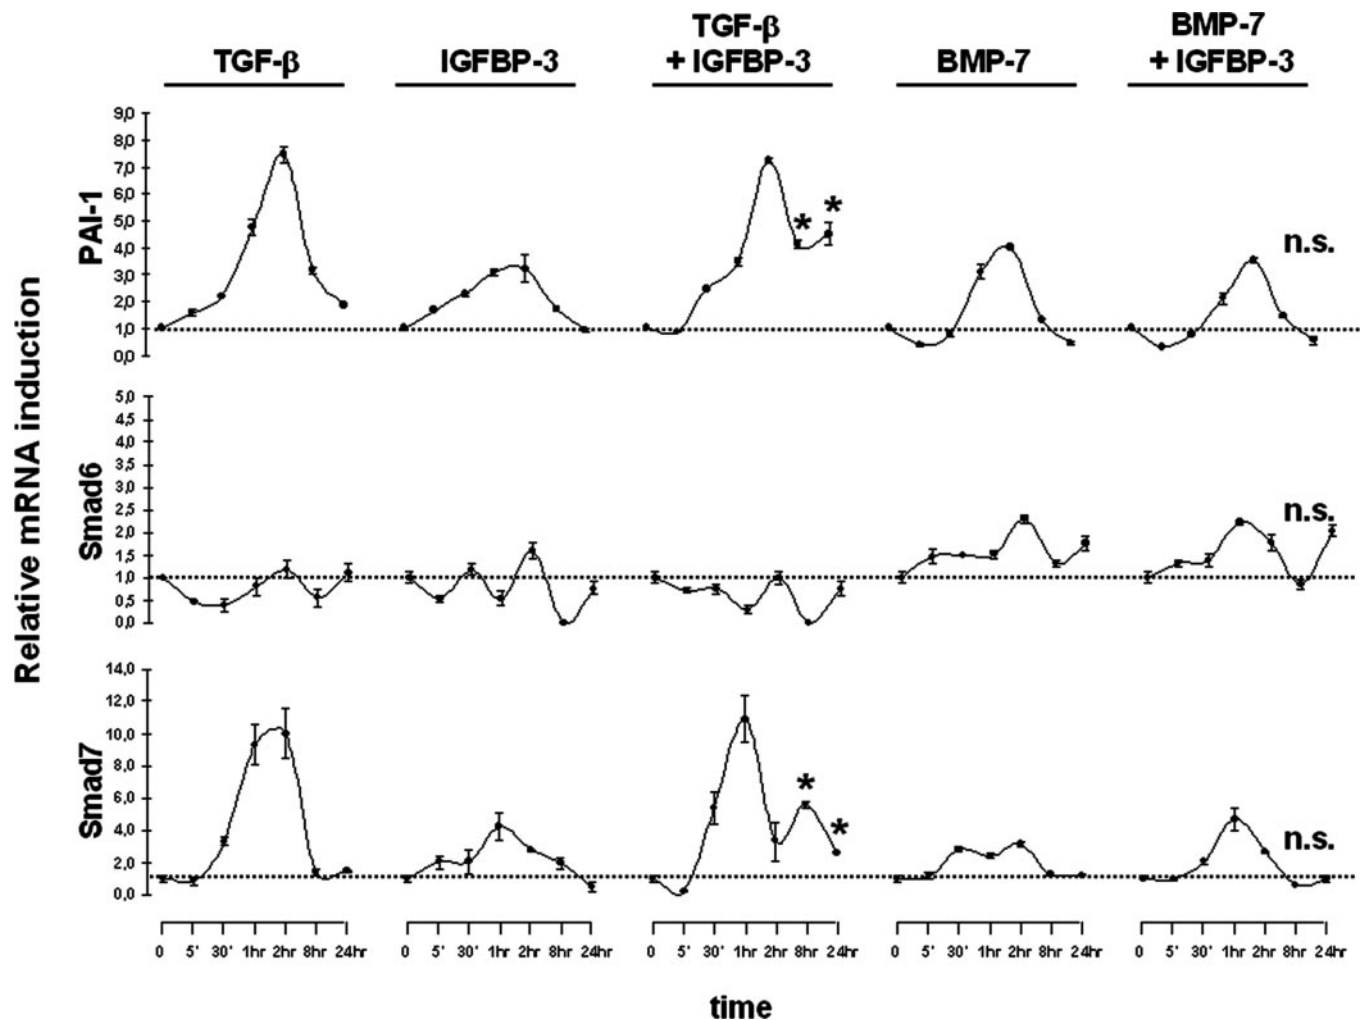 TGF-β
IGFBP-3
TGF-β
+ IGFBP-3
BMP-7
BMP-7
+ IGFBP-3
Relative mRNA induction
PAI-1
9,0
8,0
7,0
6,0
5,0
4,0
3,0
2,0
1,0
0,0
*
*
n.s.
Smad6
5,0
4,5
4,0
3,5
3,0
2,5
2,0
1,5
1,0
0,5
0,0
n.s.
Smad7
14,0
12,0
10,0
8,0
6,0
4,0
2,0
0,0
*
*
n.s.
0 5' 30' 1hr 2hr 8hr 24hr
0 5' 30' 1hr 2hr 8hr 24hr
0 5' 30' 1hr 2hr 8hr 24hr
0 5' 30' 1hr 2hr 8hr 24hr
0 5' 30' 1hr 2hr 8hr 24hr
time